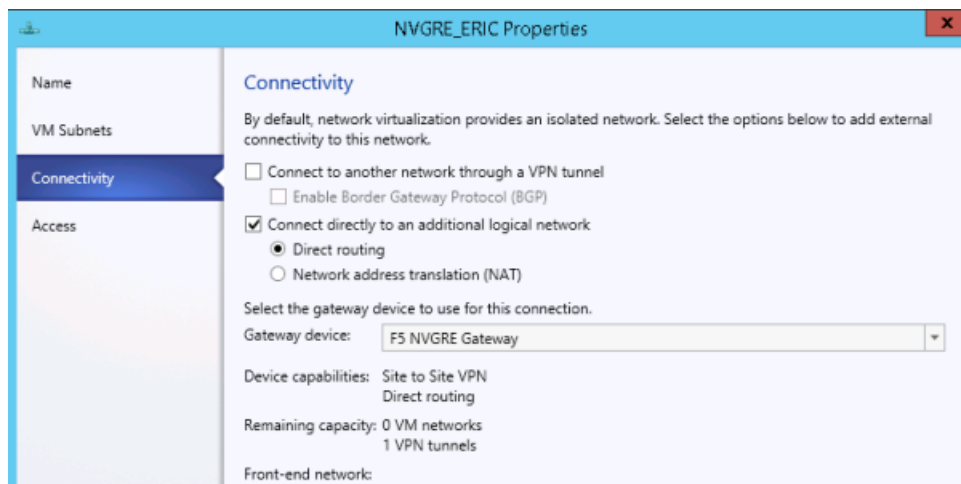 NVGRE_ERIC Properties
x
Name
VM Subnets
Connectivity
Access
Connectivity
By default, network virtualization provides an isolated network. Select the options below to add external
connectivity to this network.
Connect to another network through a VPN tunnel
Enable Border Gateway Protocol (BGP)
Connect directly to an additional logical network
Direct routing
Network address translation (NAT)
Select the gateway device to use for this connection.
Gateway device: F5 NVGRE Gateway
Device capabilities: Site to Site VPN
Direct routing
Remaining capacity: 0 VM networks
1 VPN tunnels
Front-end network: